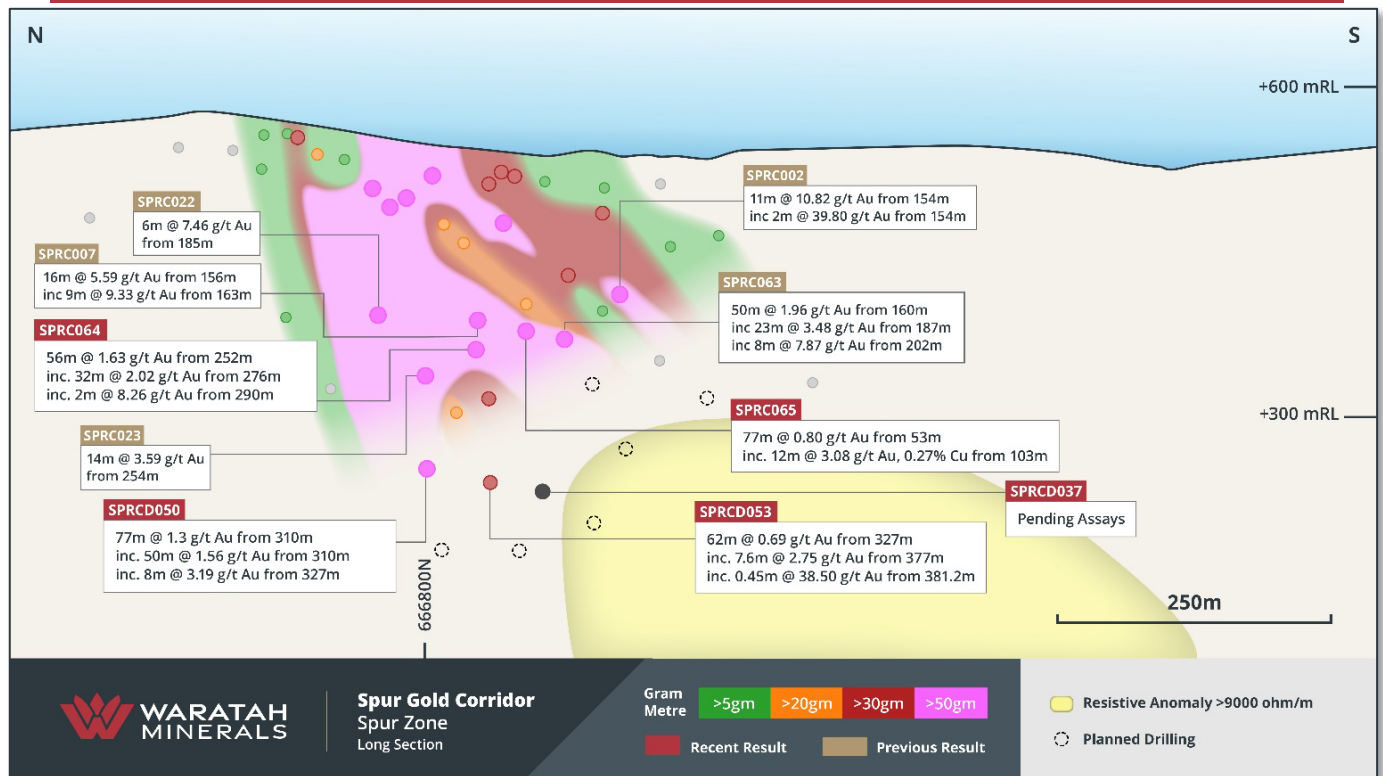 N
S
+600 mRL
SPRC002
11m @ 10.82 g/t Au from 154m
inc 2m @ 39.80 g/t Au from 154m
SPRC022
6m @ 7.46 g/t Au
from 185m
SPRC007
16m @ 5.59 g/t Au from 156m
inc 9m @ 9.33 g/t Au from 163m
SPRC063
50m @ 1.96 g/t Au from 160m
inc 23m @ 3.48 g/t Au from 187m
inc 8m @ 7.87 g/t Au from 202m
SPRC064
56m @ 1.63 g/t Au from 252m
inc. 32m @ 2.02 g/t Au from 276m
inc. 2m @ 8.26 g/t Au from 290m
+300 mRL
SPRC065
77m @ 0.80 g/t Au from 53m
inc. 12m @ 3.08 g/t Au, 0.27% Cu from 103m
SPRC023
14m @ 3.59 g/t Au
from 254m
SPRCD037
Pending Assays
SPRCD050
77m @ 1.3 g/t Au from 310m
inc. 50m @ 1.56 g/t Au from 310m
inc. 8m @ 3.19 g/t Au from 327m
SPRCD053
62m @ 0.69 g/t Au from 327m
inc. 7.6m @ 2.75 g/t Au from 377m
inc. 0.45m @ 38.50 g/t Au from 381.2m
666800N
250m
WARATAH
MINERALS
Spur Gold Corridor
Spur Zone
Long Section
Gram
Metre
>5gm >20gm >30gm >50gm
Recent Result
Previous Result
Resistive Anomaly >9000 ohm/m
Planned Drilling